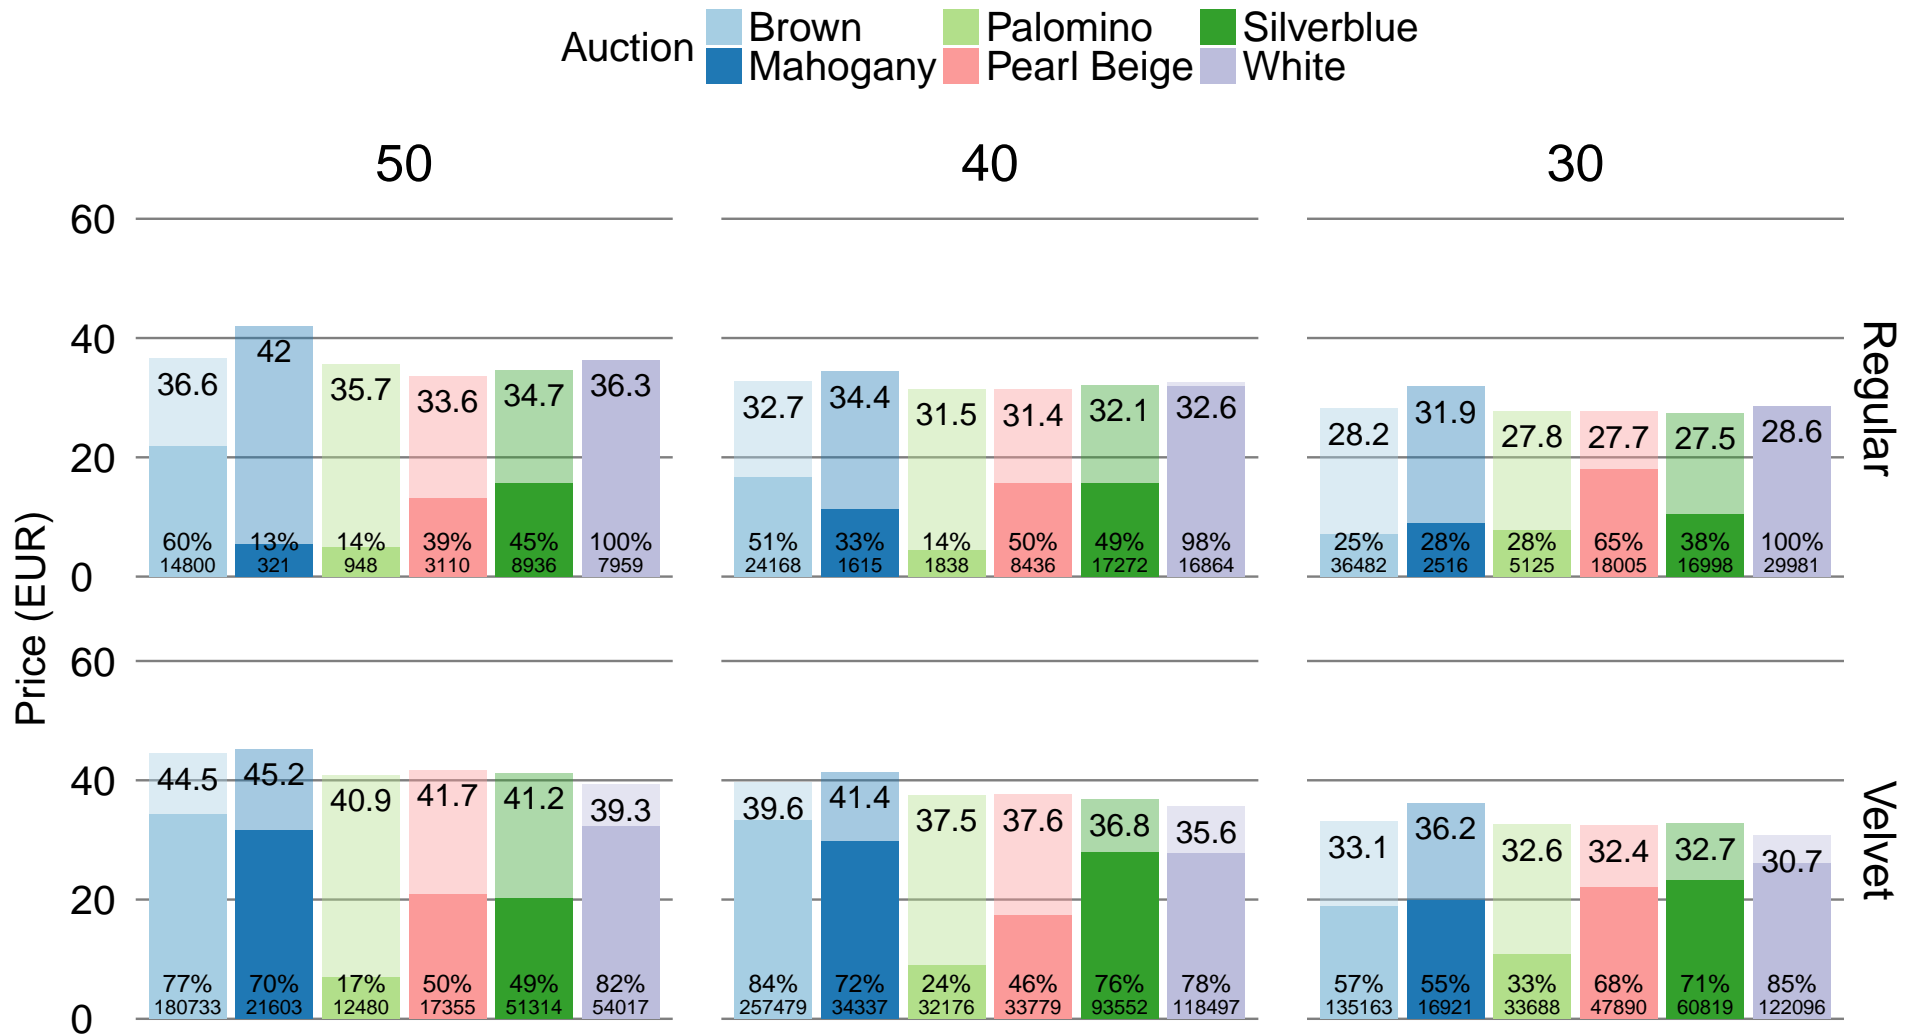 Auction
Brown Palomino Silverblue
Mahogany Pearl Beige White
50 40 30
60
40
20
0
Regular
36.6 42 35.7 33.6 34.7 36.3
60% 13% 14% 39% 45% 100%
14800 321 948 3110 8936 7959
32.7 34.4 31.5 31.4 32.1 32.6
51% 33% 14% 50% 49% 98%
24168 1615 1838 8436 17272 16864
28.2 31.9 27.8 27.7 27.5 28.6
25% 28% 28% 65% 38% 100%
36482 2516 5125 18005 16998 29981
Price (EUR)
60
40
20
0
Velvet
44.5 45.2 40.9 41.7 41.2 39.3
77% 70% 17% 50% 49% 82%
180733 21603 12480 17355 51314 54017
39.6 41.4 37.5 37.6 36.8 35.6
84% 72% 24% 46% 76% 78%
257479 34337 32176 33779 93552 118497
33.1 36.2 32.6 32.4 32.7 30.7
57% 55% 33% 68% 71% 85%
135163 16921 33688 47890 60819 122096